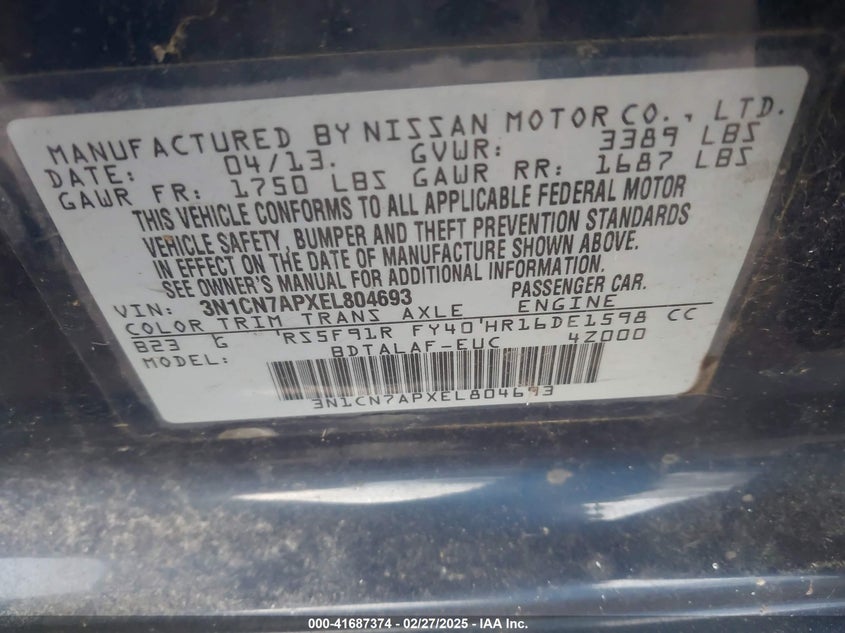 MANUFACTURED BY NISSAN MOTOR CO., LTD.
DATE: 04/13. GVWR: 3389 LBS
GAWR FR: 1750 LBS GAWR RR: 1687 LBS
THIS VEHICLE CONFORMS TO ALL APPLICABLE FEDERAL MOTOR
VEHICLE SAFETY, BUMPER AND THEFT PREVENTION STANDARDS
IN EFFECT ON THE DATE OF MANUFACTURE SHOWN ABOVE.
SEE OWNER'S MANUAL FOR ADDITIONAL INFORMATION.
VIN: 3N1CN7APXEL804693 PASSENGER CAR.
COLOR TRIM TRANS AXLE ENGINE
B23 G 'RS5F91R FY40'HR16DE1598 CC
MODEL: BDTALAF-EUC 42000
3N1CN7APXEL804693
000-41687374 / 02/27/2025 - IAA Inc.